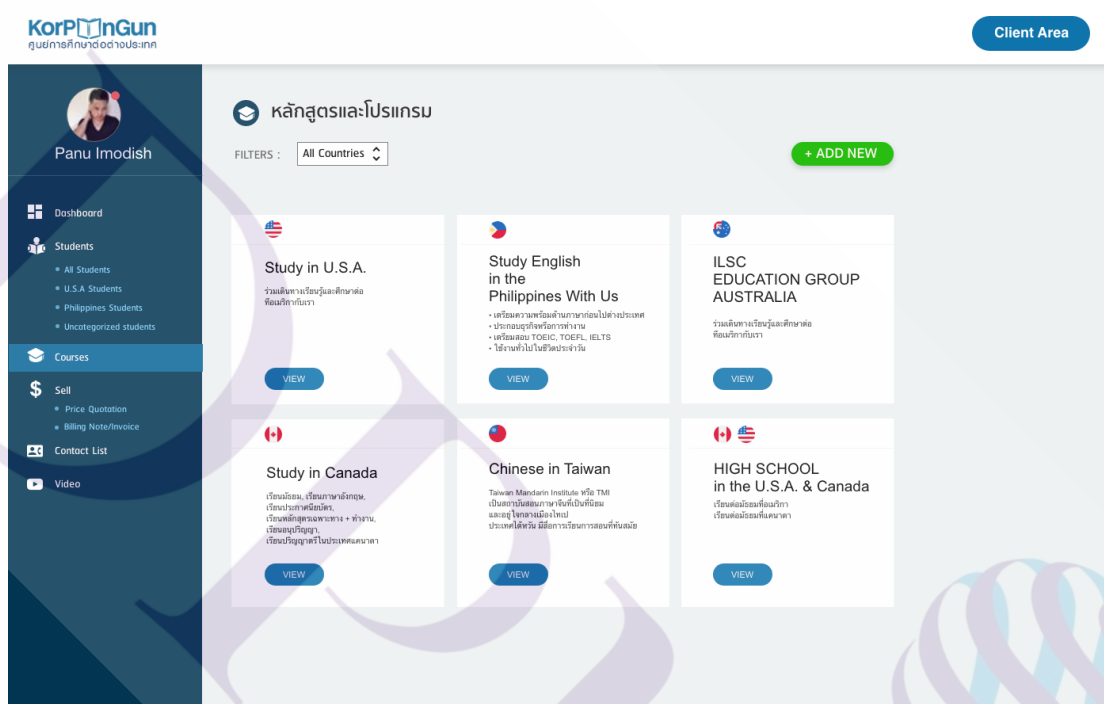 KorPunGun
ศูนย์การศึกษาต่อต่างประเทศ
Client Area
Panu Imodish
Dashboard
Students
All Students
U.S.A Students
Philippines Students
Uncategorized students
Courses
Sell
Price Quotation
Billing Note/Invoice
Contact List
Video
หลักสูตรและโปรแกรม
FILTERS :
All Countries
+ ADD NEW
Study in U.S.A.
ร่วมเดินทางเรียนรู้และศึกษาต่อ
ที่อเมริกากับเรา
VIEW
Study English
in the
Philippines With Us
• เตรียมความพร้อมด้านภาษาก่อนไปต่างประเทศ
• ประกอบธุรกิจหรือการทำงาน
• เตรียมสอบ TOEIC, TOEFL, IELTS
• ใช้งานทั่วไปในชีวิตประจำวัน
VIEW
ILSC
EDUCATION GROUP
AUSTRALIA
ร่วมเดินทางเรียนรู้และศึกษาต่อ
ที่อเมริกากับเรา
VIEW
Study in Canada
เรียนมัธยม, เรียนภาษาอังกฤษ,
เรียนประกาศนียบัตร,
เรียนหลักสูตรเฉพาะทาง + ทำงาน,
เรียนอนุปริญญา,
เรียนปริญญาตรีในประเทศแคนาดา
VIEW
Chinese in Taiwan
Taiwan Mandarin Institute หรือ TMI
เป็นสถาบันสอนภาษาจีนที่เป็นที่นิยม
และอยู่ใจกลางเมืองไทเป
ประเทศไต้หวัน มีสื่อการเรียนการสอนที่ทันสมัย
VIEW
HIGH SCHOOL
in the U.S.A. & Canada
เรียนต่อมัธยมที่อเมริกา
เรียนต่อมัธยมที่แคนาดา
VIEW